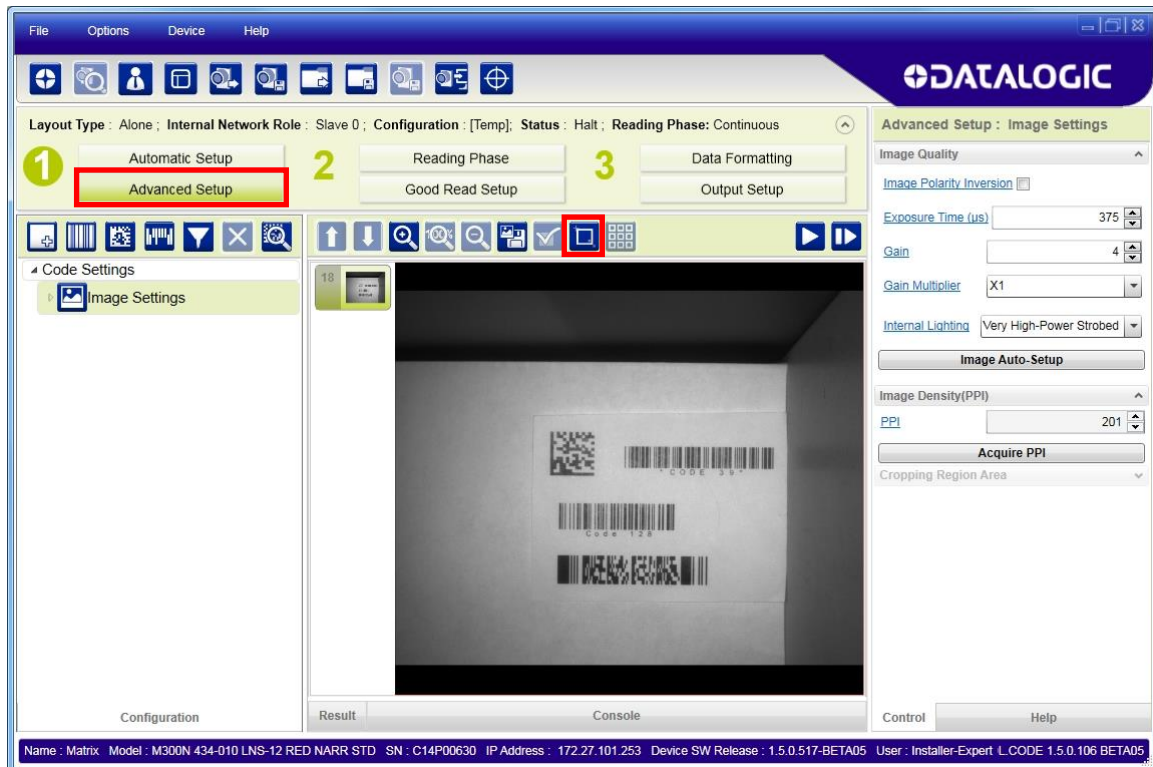 File Options Device Help
DATALOGIC
Layout Type : Alone ; Internal Network Role : Slave 0 ; Configuration : [Temp]; Status : Halt ; Reading Phase: Continuous
1 Automatic Setup
Advanced Setup
2 Reading Phase
Good Read Setup
3 Data Formatting
Output Setup
Code Settings
Image Settings
100%
18
* CODE 39 *
Code 128
Configuration
Result Console
Advanced Setup : Image Settings
Image Quality
Image Polarity Inversion
Exposure Time (µs) 375
Gain 4
Gain Multiplier X1
Internal Lighting Very High-Power Strobed
Image Auto-Setup
Image Density(PPI)
PPI 201
Acquire PPI
Cropping Region Area
Control Help
Name : Matrix Model : M300N 434-010 LNS-12 RED NARR STD SN : C14P00630 IP Address : 172.27.101.253 Device SW Release : 1.5.0.517-BETA05 User : Installer-Expert L.CODE 1.5.0.106 BETA05